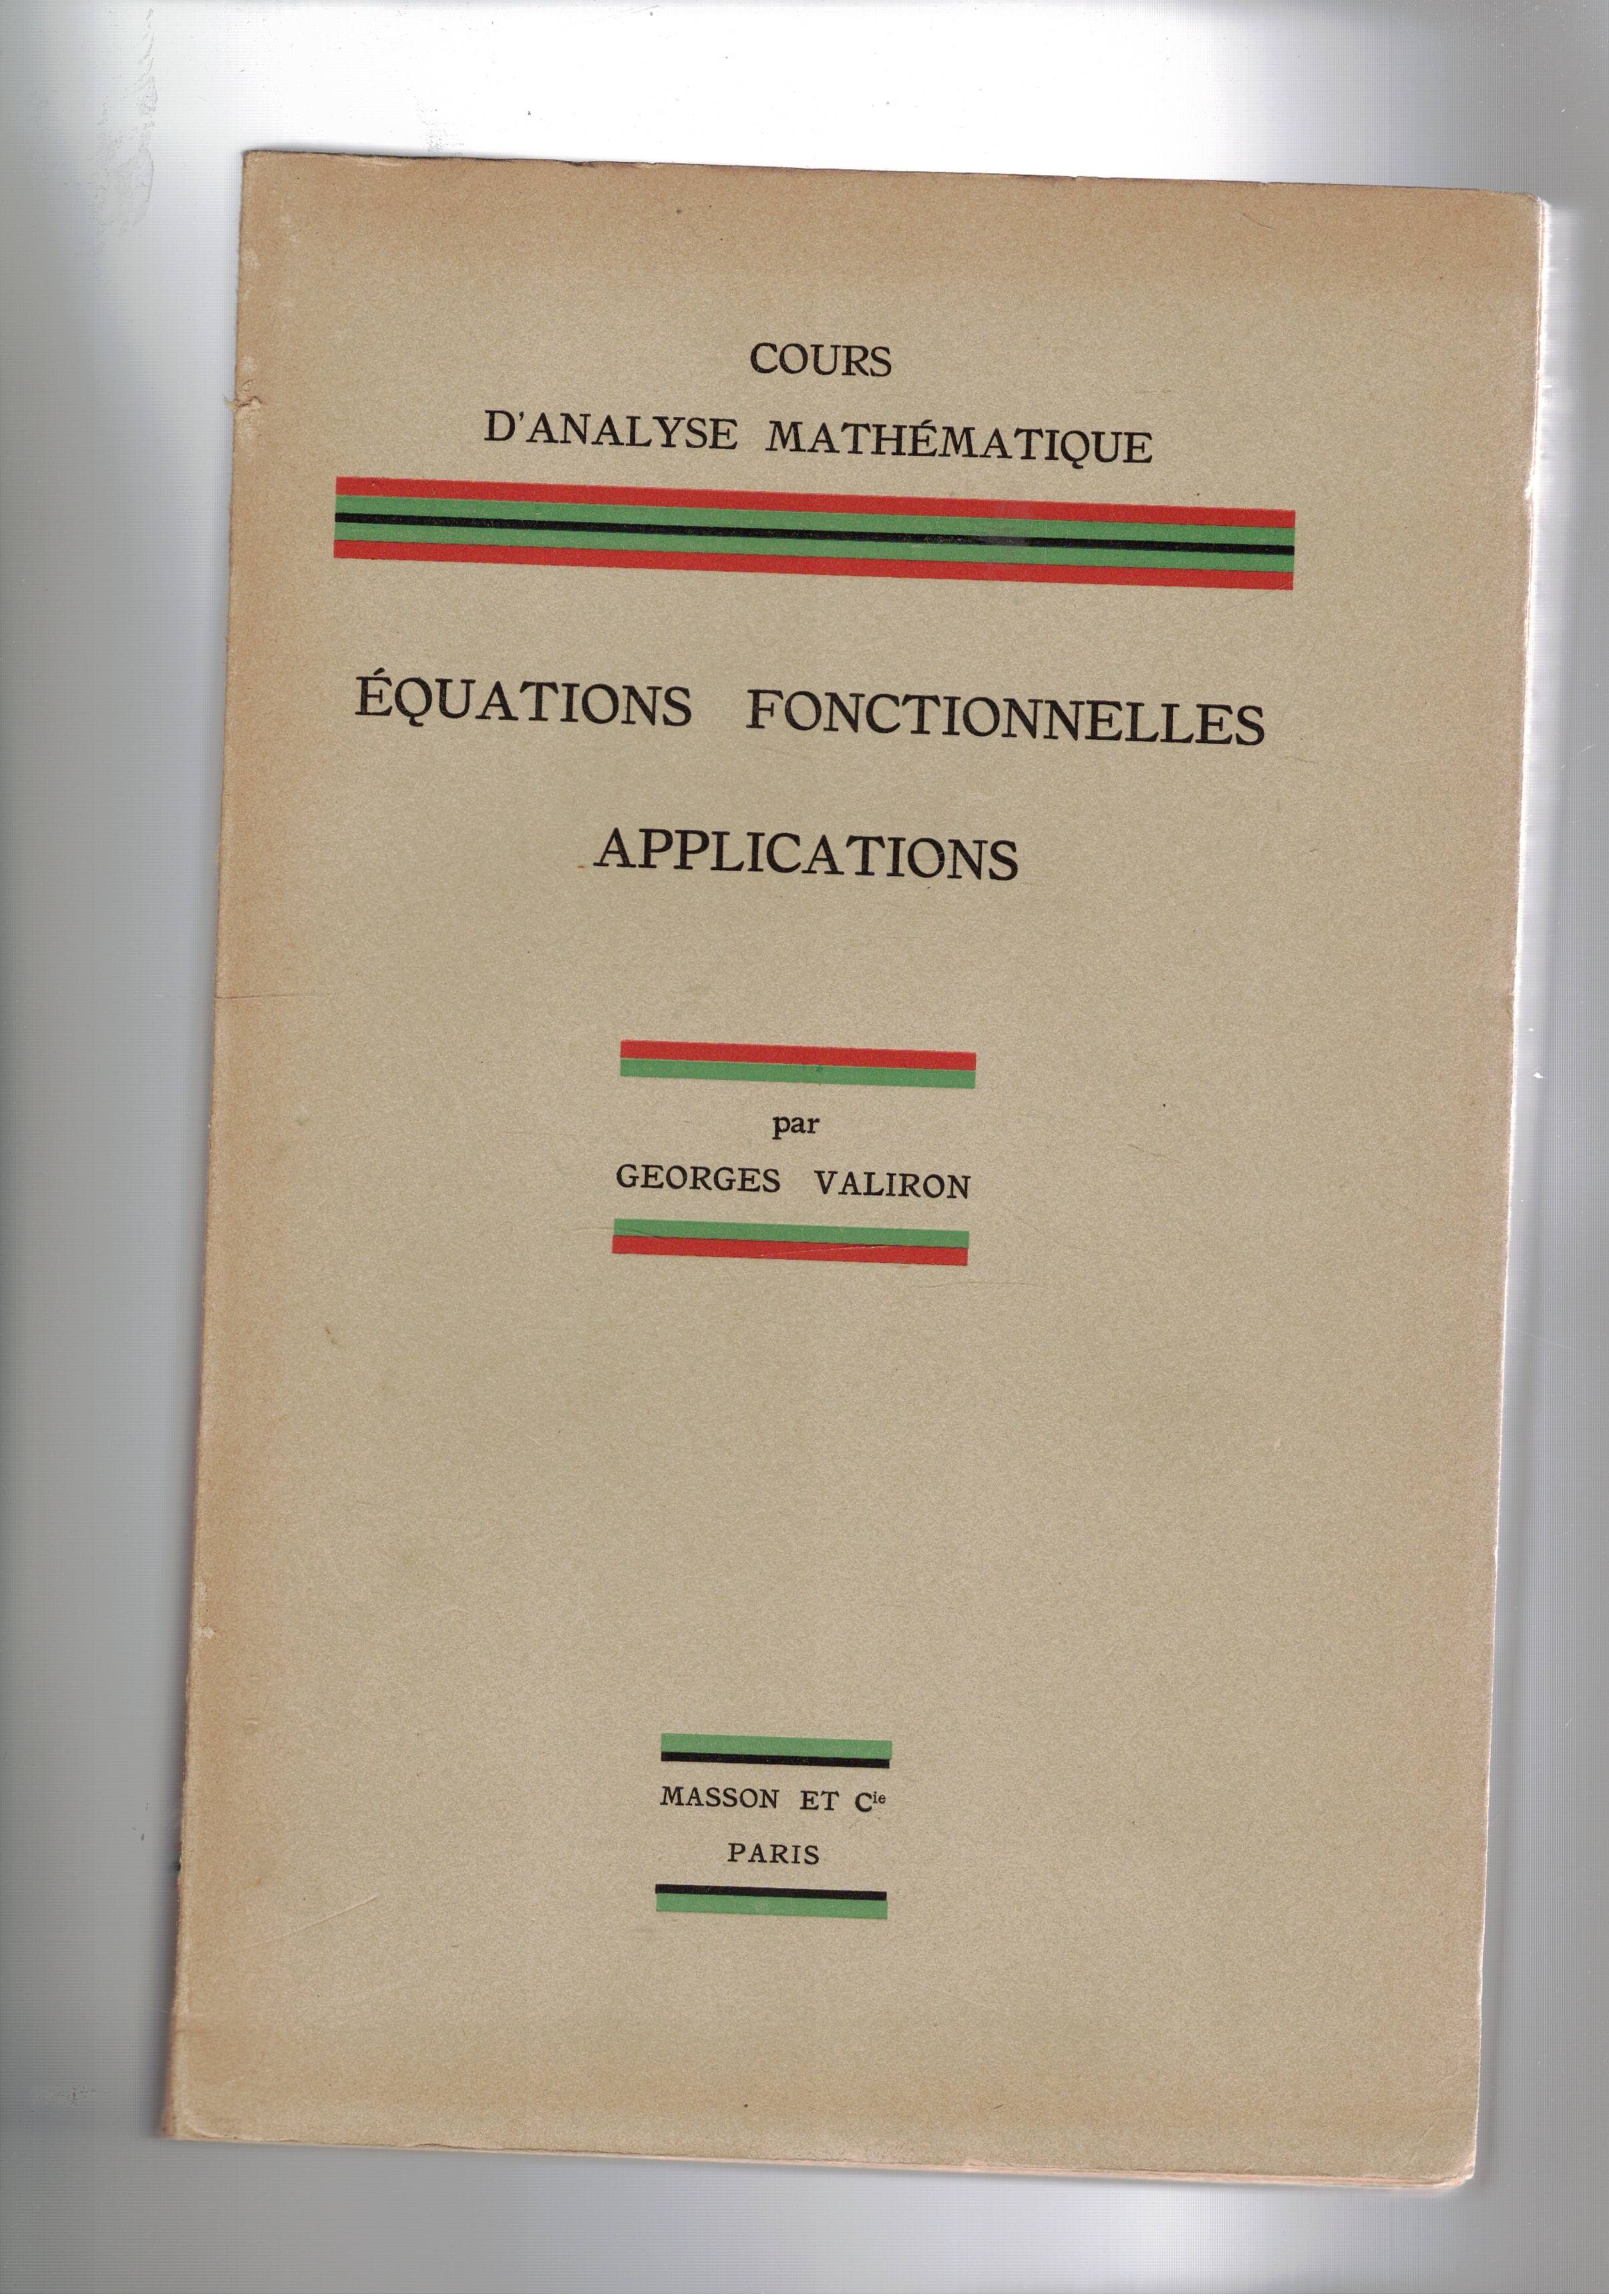 COURS
D'ANALYSE MATHÉMATIQUE
ÉQUATIONS FONCTIONNELLES
APPLICATIONS
par
GEORGES VALIRON
MASSON ET Cie
PARIS